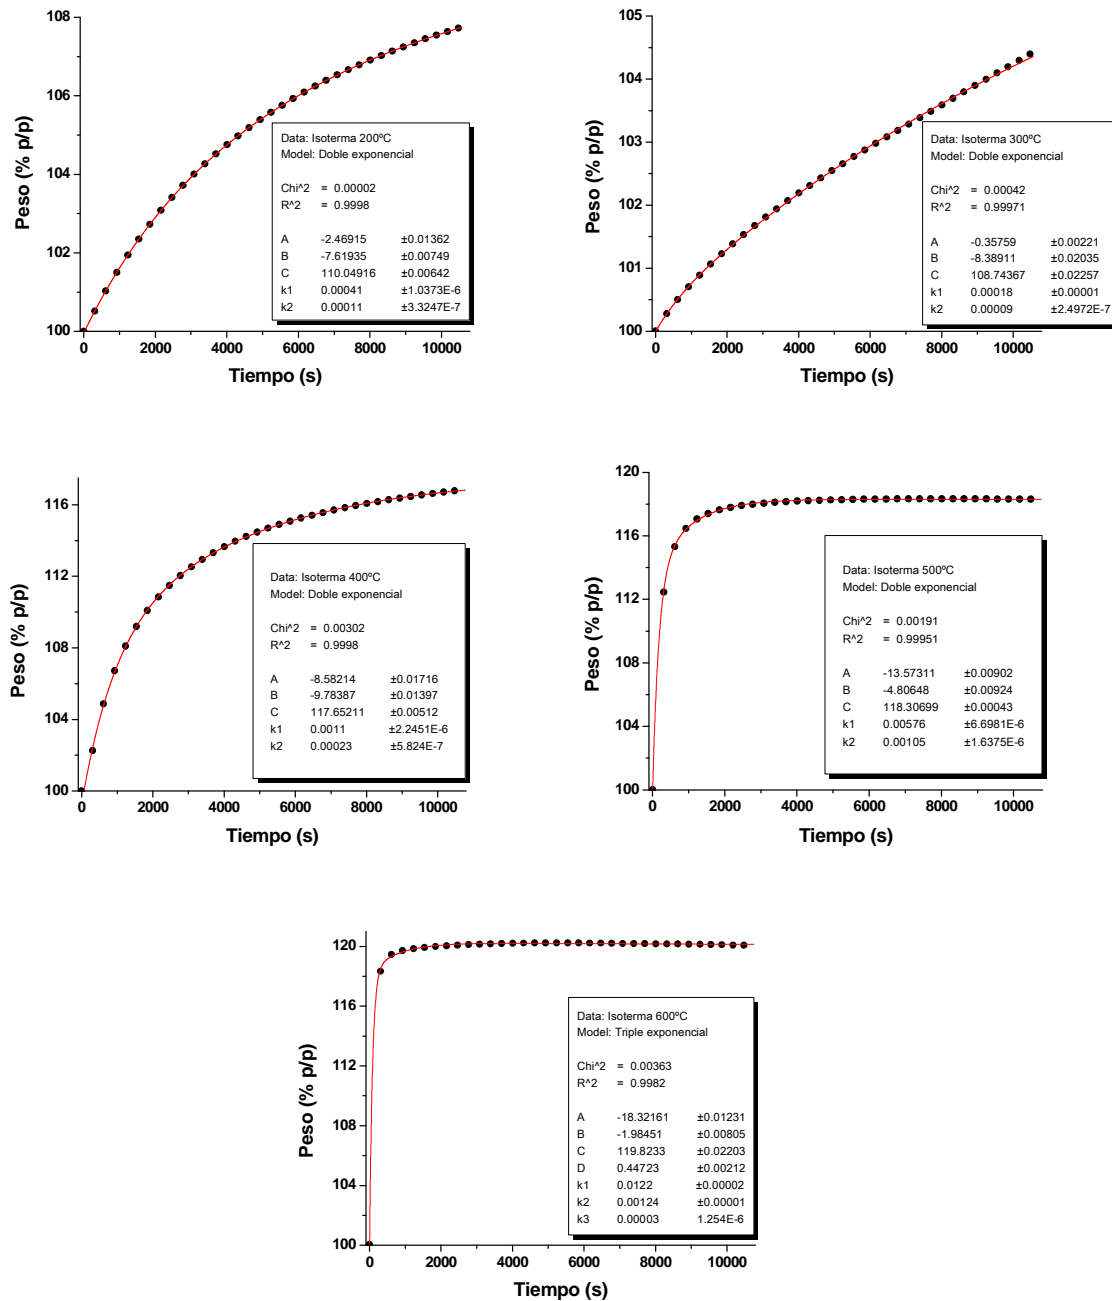 108
106
104
102
100
Peso (% p/p)
0 2000 4000 6000 8000 10000
Tiempo (s)
Data: Isoterma 200ºC
Model: Doble exponencial
Chi^2 = 0.00002
R^2 = 0.9998
A -2.46915 ±0.01362
B -7.61935 ±0.00749
C 110.04916 ±0.00642
k1 0.00041 ±1.0373E-6
k2 0.00011 ±3.3247E-7
105
104
103
102
101
100
Peso (% p/p)
0 2000 4000 6000 8000 10000
Tiempo (s)
Data: Isoterma 300ºC
Model: Doble exponencial
Chi^2 = 0.00042
R^2 = 0.99971
A -0.35759 ±0.00221
B -8.38911 ±0.02035
C 108.74367 ±0.02257
k1 0.00018 ±0.00001
k2 0.00009 ±2.4972E-7
116
112
108
104
100
Peso (% p/p)
0 2000 4000 6000 8000 10000
Tiempo (s)
Data: Isoterma 400ºC
Model: Doble exponencial
Chi^2 = 0.00302
R^2 = 0.9998
A -8.58214 ±0.01716
B -9.78387 ±0.01397
C 117.65211 ±0.00512
k1 0.0011 ±2.2451E-6
k2 0.00023 ±5.824E-7
120
116
112
108
104
100
Peso (% p/p)
0 2000 4000 6000 8000 10000
Tiempo (s)
Data: Isoterma 500ºC
Model: Doble exponencial
Chi^2 = 0.00191
R^2 = 0.99951
A -13.57311 ±0.00902
B -4.80648 ±0.00924
C 118.30699 ±0.00043
k1 0.00576 ±6.6981E-6
k2 0.00105 ±1.6375E-6
120
116
112
108
104
100
Peso (% p/p)
0 2000 4000 6000 8000 10000
Tiempo (s)
Data: Isoterma 600ºC
Model: Triple exponencial
Chi^2 = 0.00363
R^2 = 0.9982
A -18.32161 ±0.01231
B -1.98451 ±0.00805
C 119.8233 ±0.02203
D 0.44723 ±0.00212
k1 0.0122 ±0.00002
k2 0.00124 ±0.00001
k3 0.00003 1.254E-6